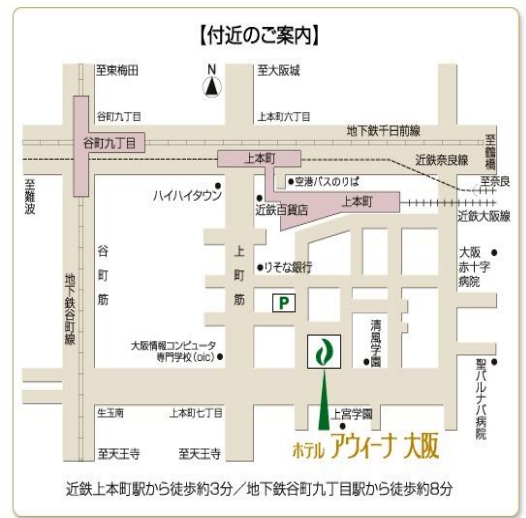 【付近のご案内】
至東梅田
N
至大阪城
谷町九丁目
上本町六丁目
地下鉄千日前線
谷町九丁目
上本町
近鉄奈良線
至鶴橋
至難波
ハイハイタウン
空港バスのりば
至奈良
近鉄百貨店
上本町
近鉄大阪線
谷町筋
上町筋
りそな銀行
大阪
赤十字
病院
地下鉄谷町線
P
大阪情報コンピュータ
専門学校(oic)
清風学園
聖バルナバ病院
生玉南
上本町七丁目
上宮学園
至天王寺
至天王寺
ホテル アウィーナ 大阪
近鉄上本町駅から徒歩約3分/地下鉄谷町九丁目駅から徒歩約8分